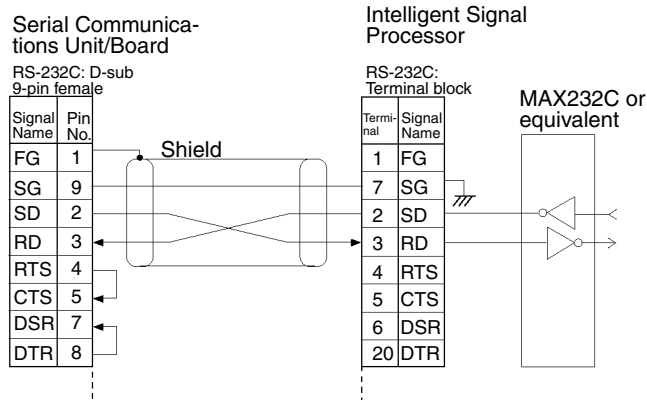 Serial Communica-
tions Unit/Board
RS-232C: D-sub
9-pin female
Signal Name Pin No.
FG 1
SG 9
SD 2
RD 3
RTS 4
CTS 5
DSR 7
DTR 8
Shield
Intelligent Signal
Processor
RS-232C:
Terminal block
Termi-nal Signal Name
1 FG
7 SG
2 SD
3 RD
4 RTS
5 CTS
6 DSR
20 DTR
MAX232C or
equivalent